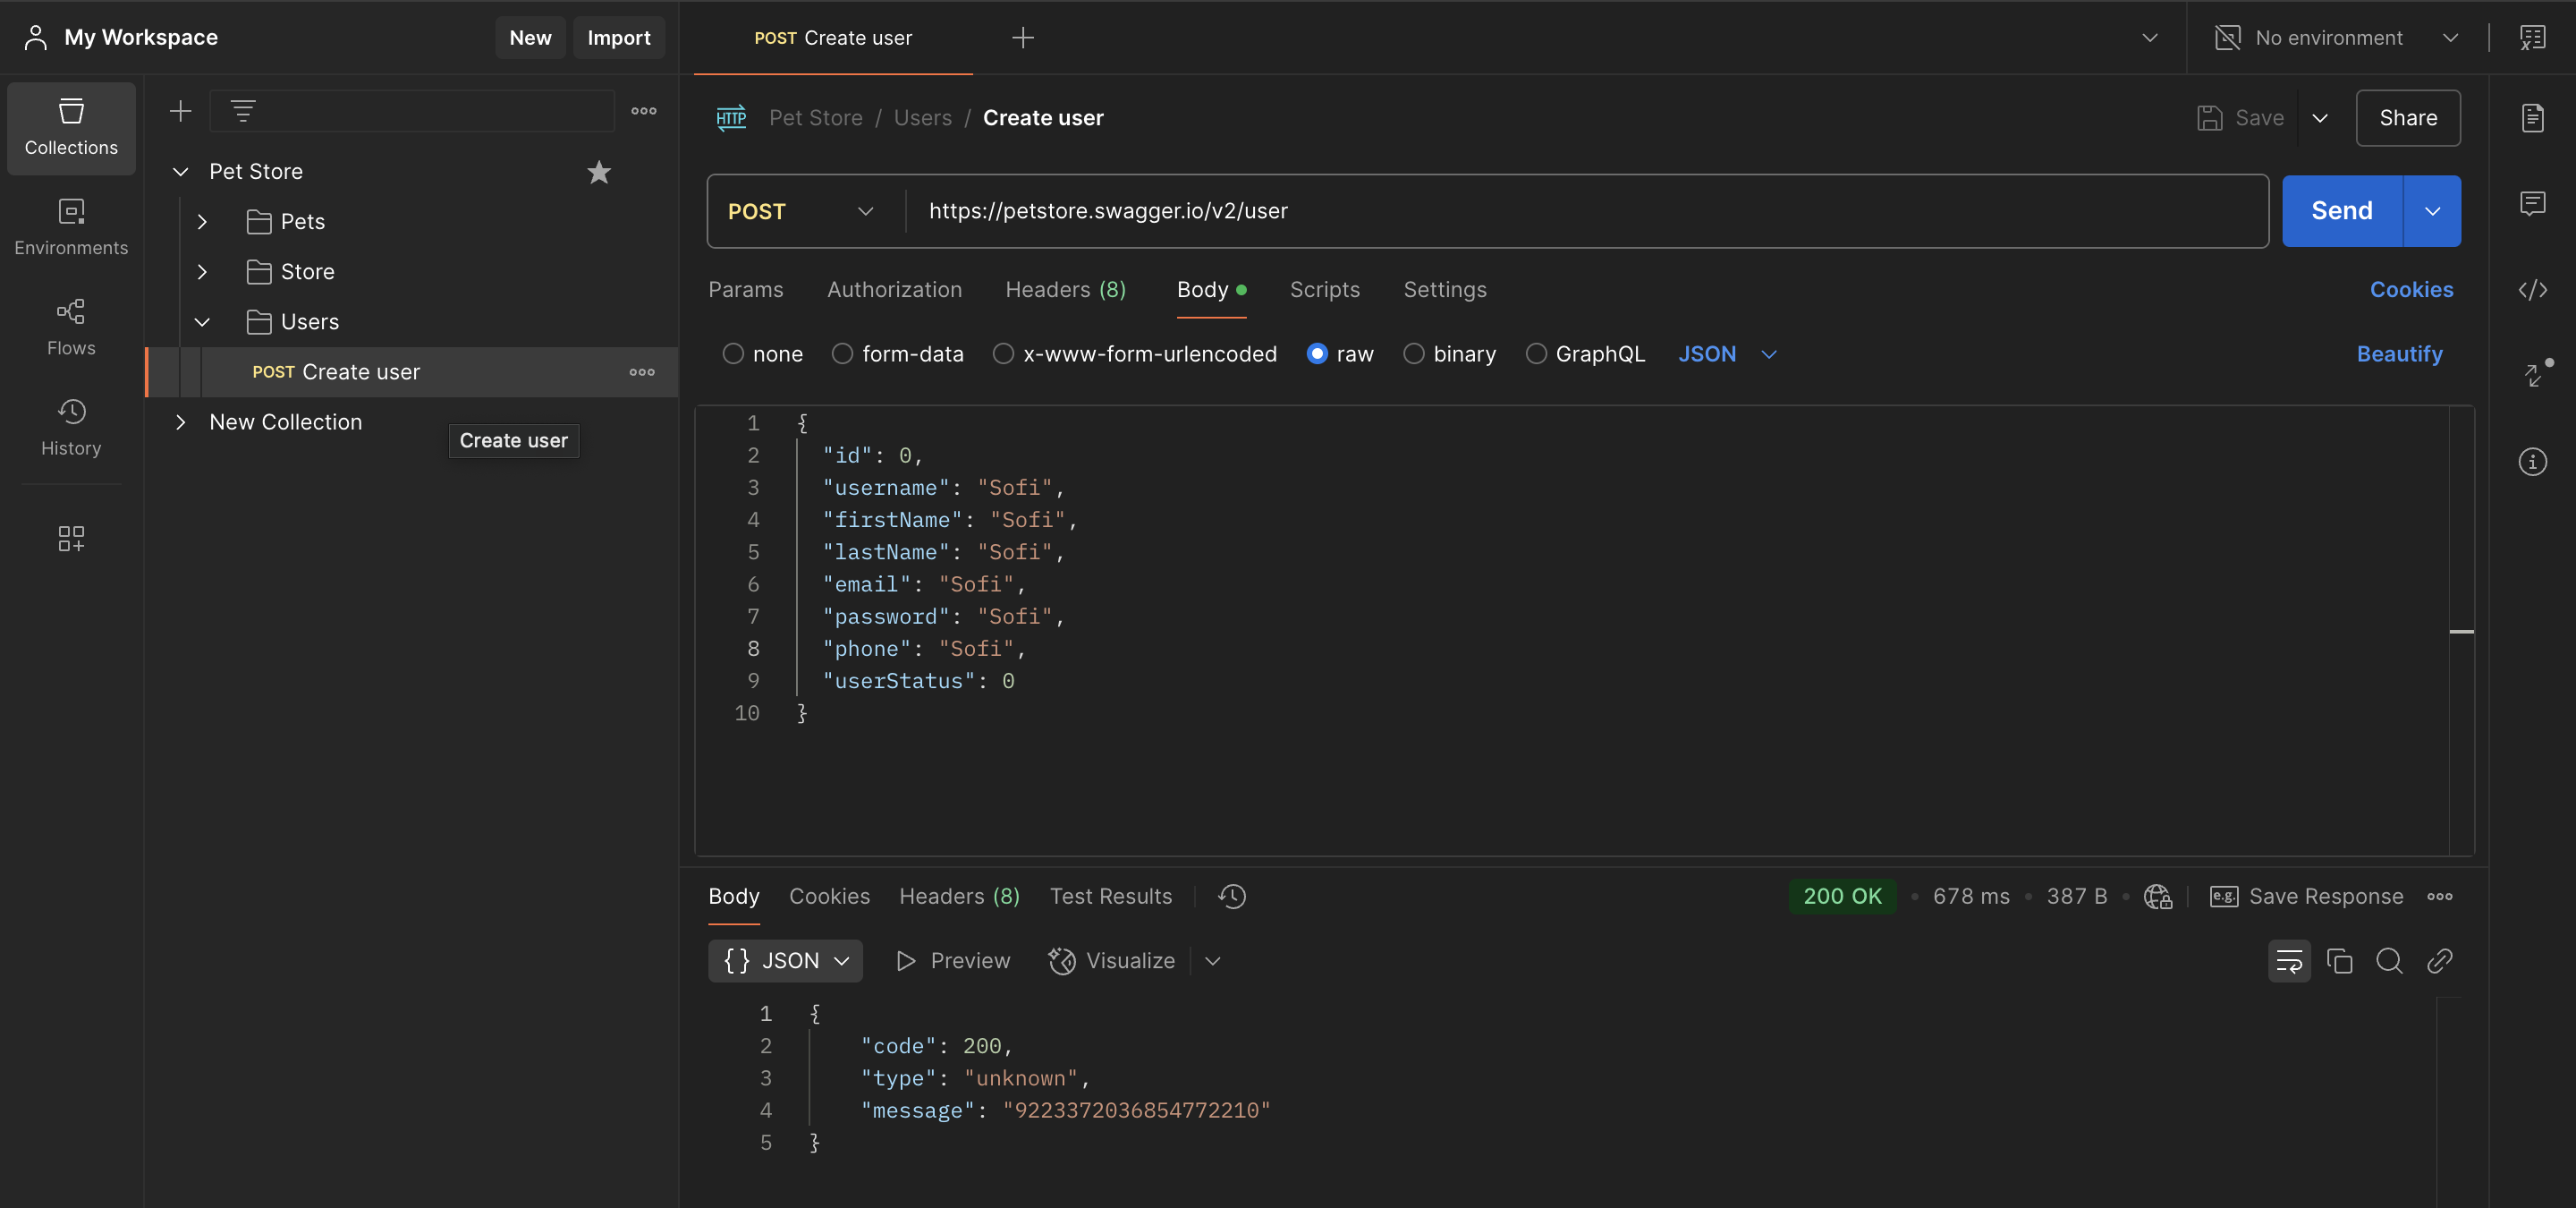 My Workspace New Import POST Create user No environment
Collections
Environments
Flows
History
Pet Store
Pets
Store
Users
POST Create user
New Collection
Create user
HTTP Pet Store / Users / Create user Save Share
POST https://petstore.swagger.io/v2/user Send
Params Authorization Headers (8) Body Scripts Settings Cookies
none form-data x-www-form-urlencoded raw binary GraphQL JSON Beautify
1 {
2 "id": 0,
3 "username": "Sofi",
4 "firstName": "Sofi",
5 "lastName": "Sofi",
6 "email": "Sofi",
7 "password": "Sofi",
8 "phone": "Sofi",
9 "userStatus": 0
10 }
Body Cookies Headers (8) Test Results 200 OK • 678 ms • 387 B • e.g. Save Response
{} JSON Preview Visualize
1 {
2 "code": 200,
3 "type": "unknown",
4 "message": "9223372036854772210"
5 }